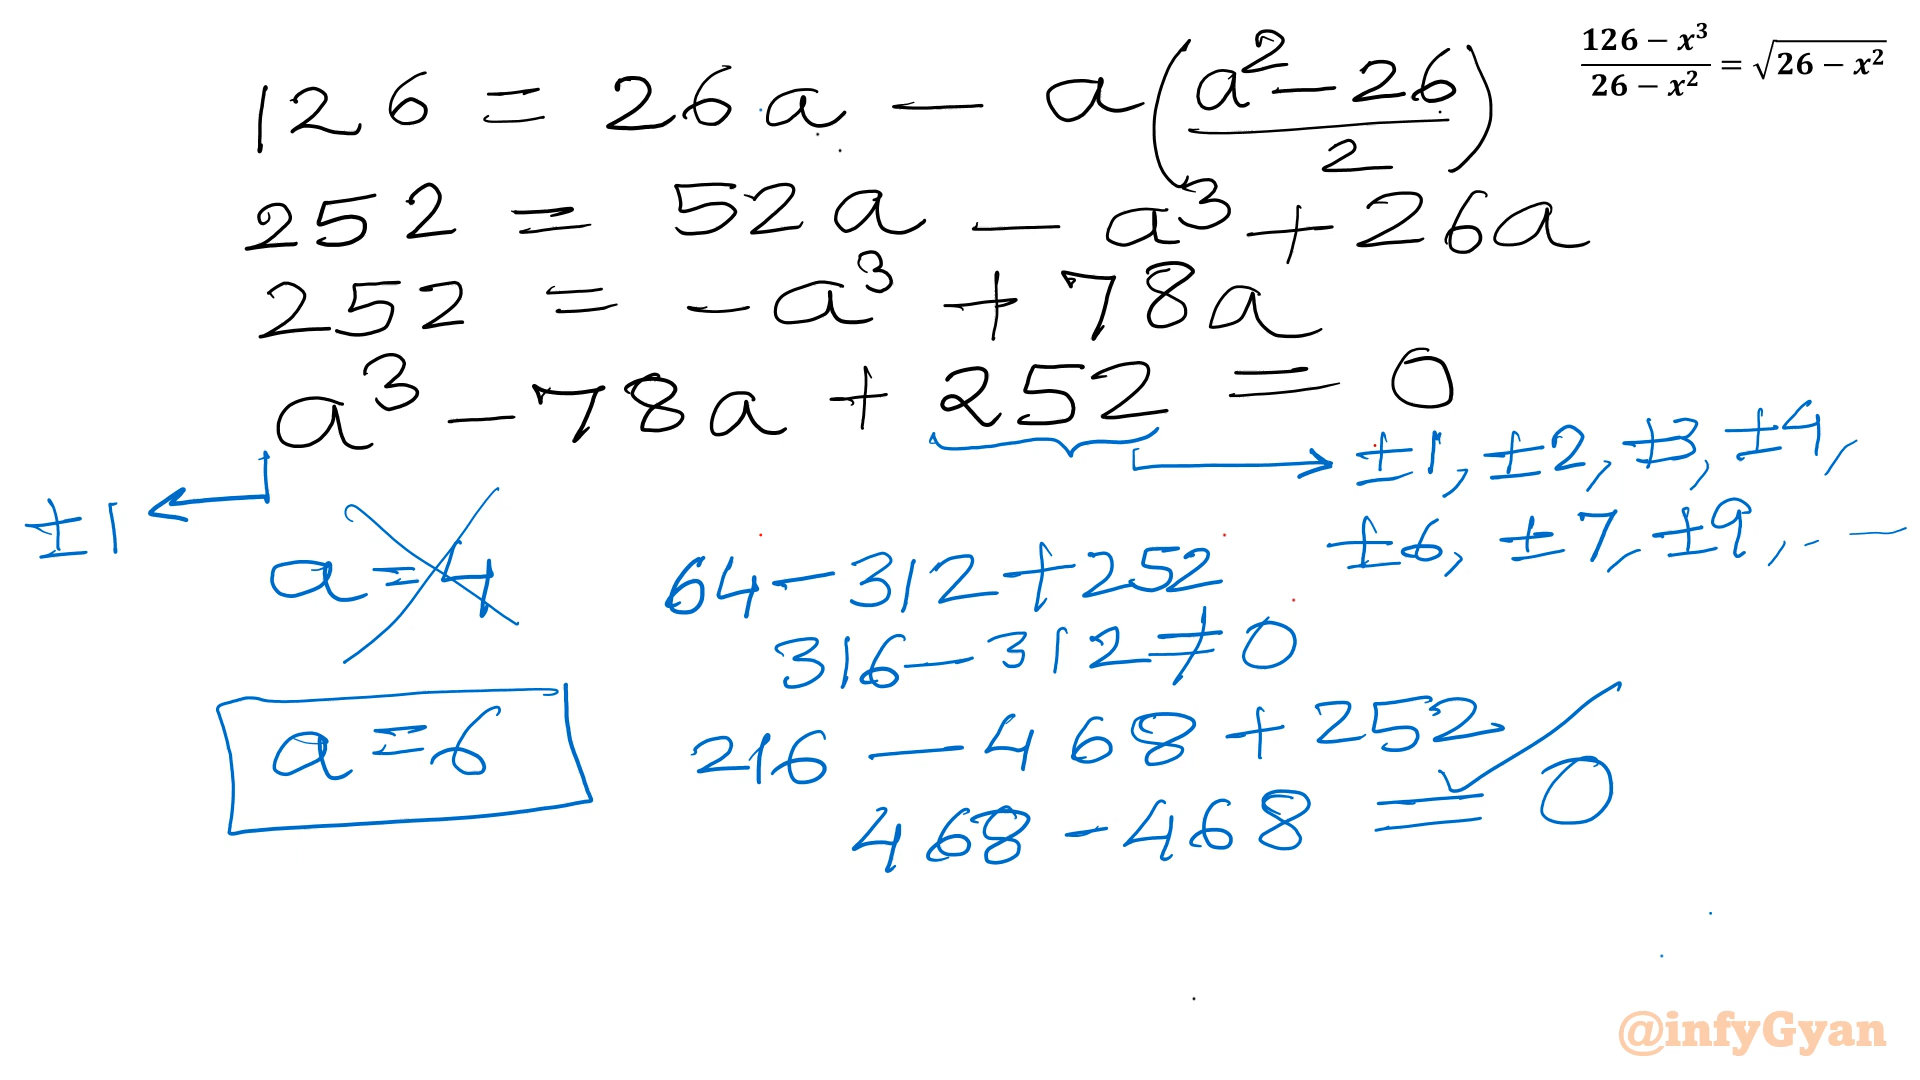 (126 − x³)/(26 − x²) = √(26 − x²)
126 = 26a − a((a² − 26)/2)
252 = 52a − a³ + 26a
252 = −a³ + 78a
a³ − 78a + 252 = 0
±1
±1, ±2, ±3, ±4,
±6, ±7, ±9, ...
a = 4
64 − 312 + 252
316 − 312 ≠ 0
a = 6
216 − 468 + 252
468 − 468 = 0
@infyGyan